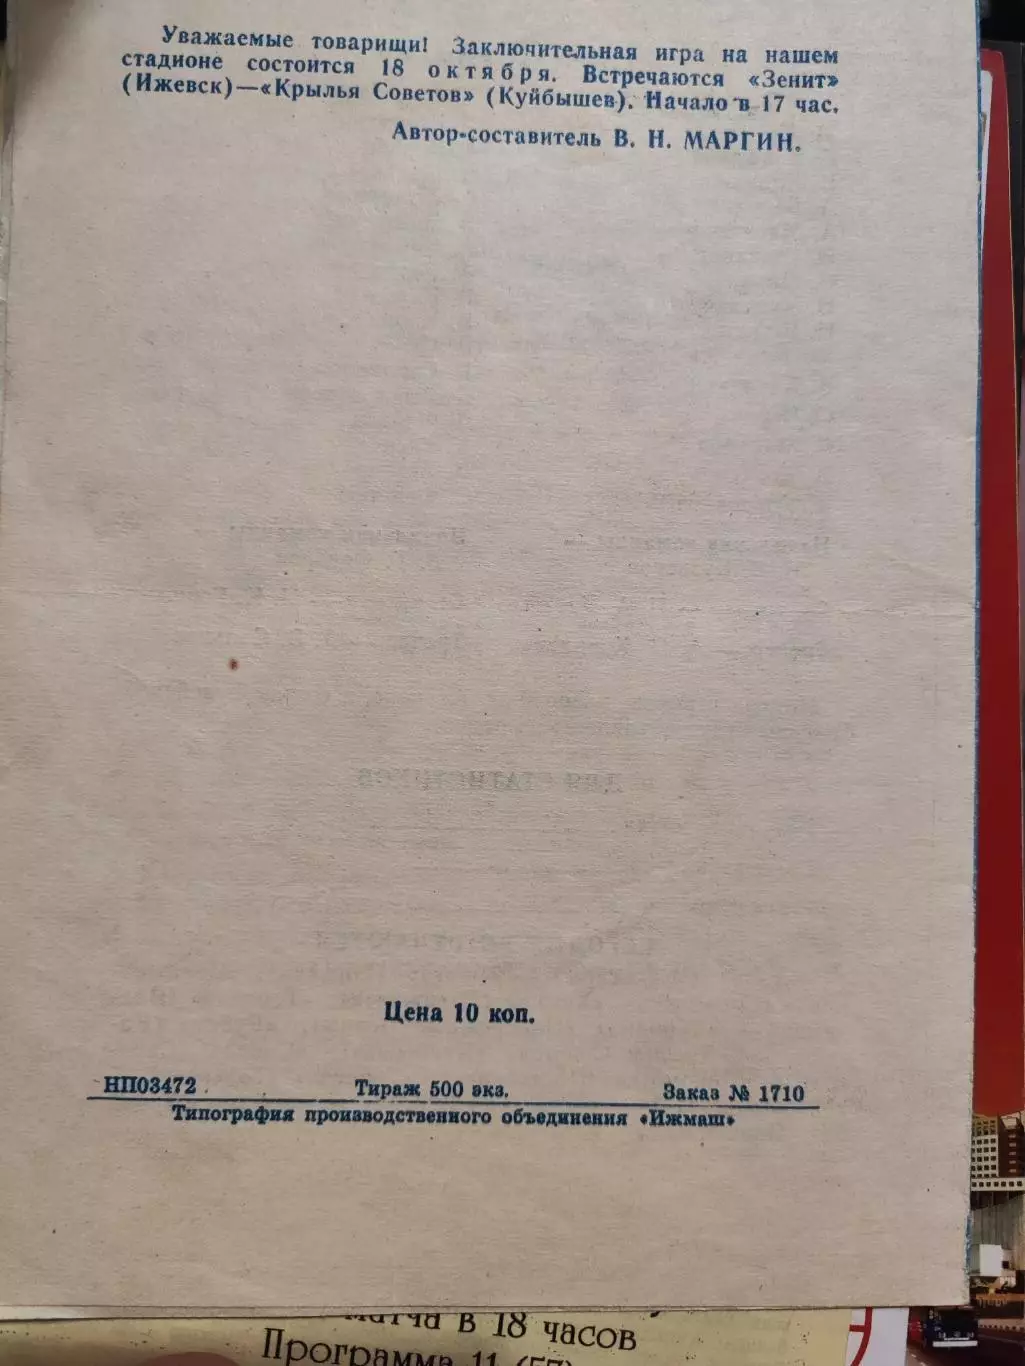 Уважаемые товарищи! Заключительная игра на нашем
стадионе состоится 18 октября. Встречаются «Зенит»
(Ижевск)—«Крылья Советов» (Куйбышев). Начало в 17 час.
Автор-составитель В. Н. МАРГИН.
Цена 10 коп.
НП03472. Тираж 500 экз. Заказ № 1710
Типография производственного объединения «Ижмаш»
матча в 18 часов
Программа 11 (57)